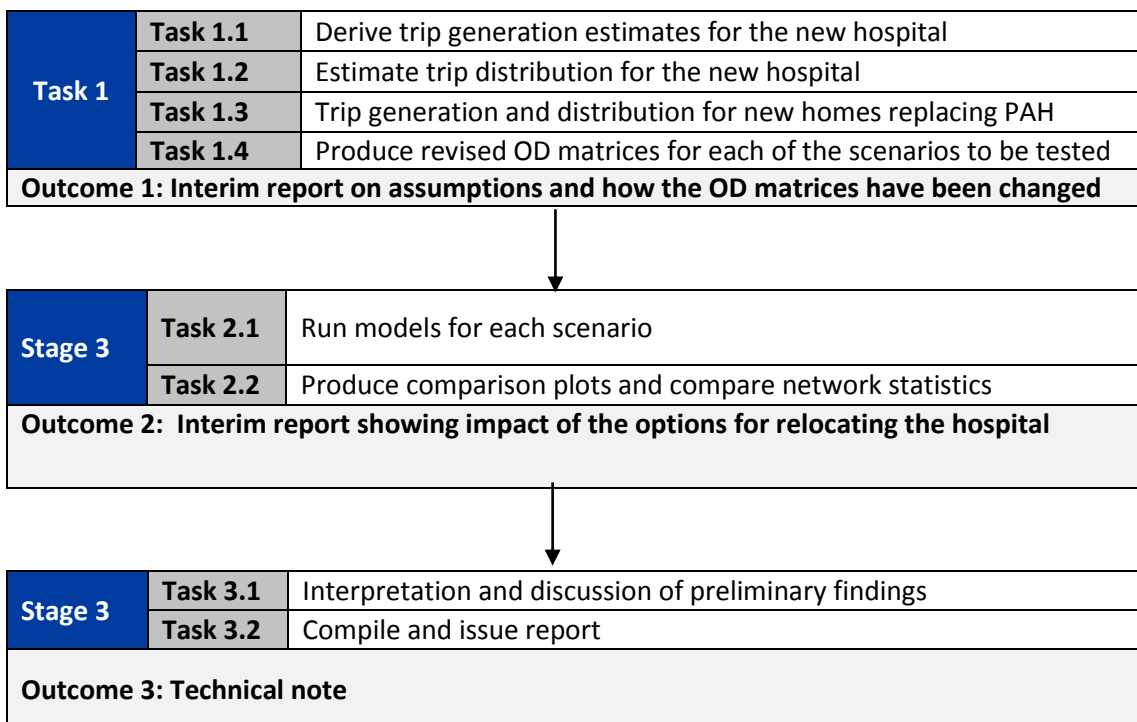 Task 1
Task 1.1 Derive trip generation estimates for the new hospital
Task 1.2 Estimate trip distribution for the new hospital
Task 1.3 Trip generation and distribution for new homes replacing PAH
Task 1.4 Produce revised OD matrices for each of the scenarios to be tested
Outcome 1: Interim report on assumptions and how the OD matrices have been changed
Stage 3
Task 2.1 Run models for each scenario
Task 2.2 Produce comparison plots and compare network statistics
Outcome 2: Interim report showing impact of the options for relocating the hospital
Stage 3
Task 3.1 Interpretation and discussion of preliminary findings
Task 3.2 Compile and issue report
Outcome 3: Technical note